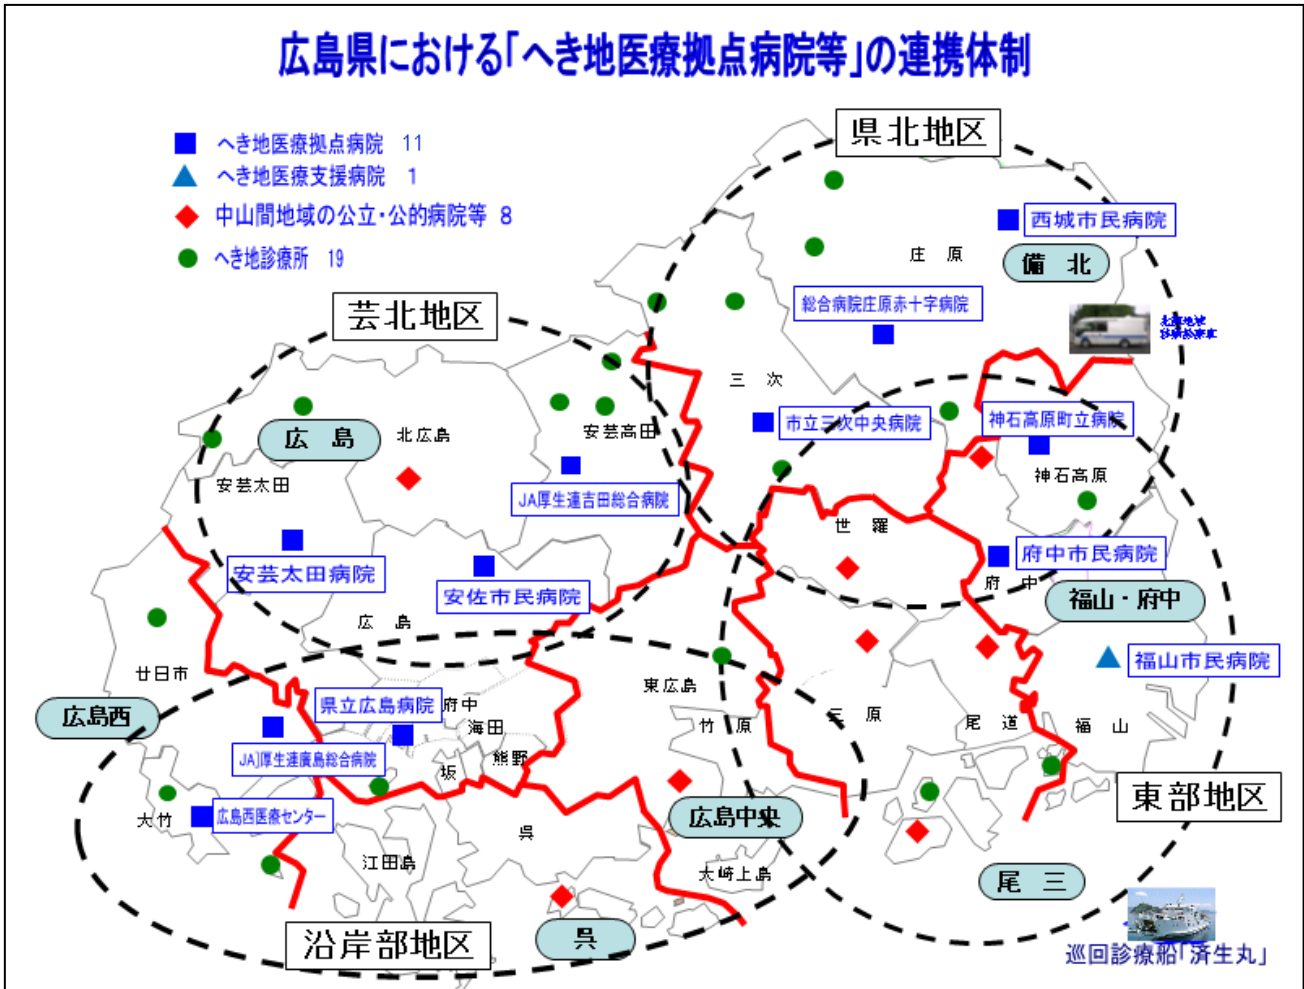 広島県における「へき地医療拠点病院等」の連携体制
へき地医療拠点病院 11
へき地医療支援病院 1
中山間地域の公立・公的病院等 8
へき地診療所 19
県北地区
西城市民病院
庄 原
備 北
総合病院庄原赤十字病院
芸北地区
三 次
市立三次中央病院
神石高原町立病院
北広島
広 島
安芸高田
神石高原
安芸太田
JA厚生連吉田総合病院
世 羅
府中市民病院
安芸太田病院
安佐市民病院
府 中
福山・府中
広 島
福山市民病院
廿日市
東広島
広島西
県立広島病院
府中
海田
竹 原
三 原
尾 道
福 山
JA]厚生連廣島総合病院
坂
熊野
東部地区
大竹
広島西医療センター
呉
広島中央
江田島
大崎上島
尾 三
沿岸部地区
呉
巡回診療船「済生丸」